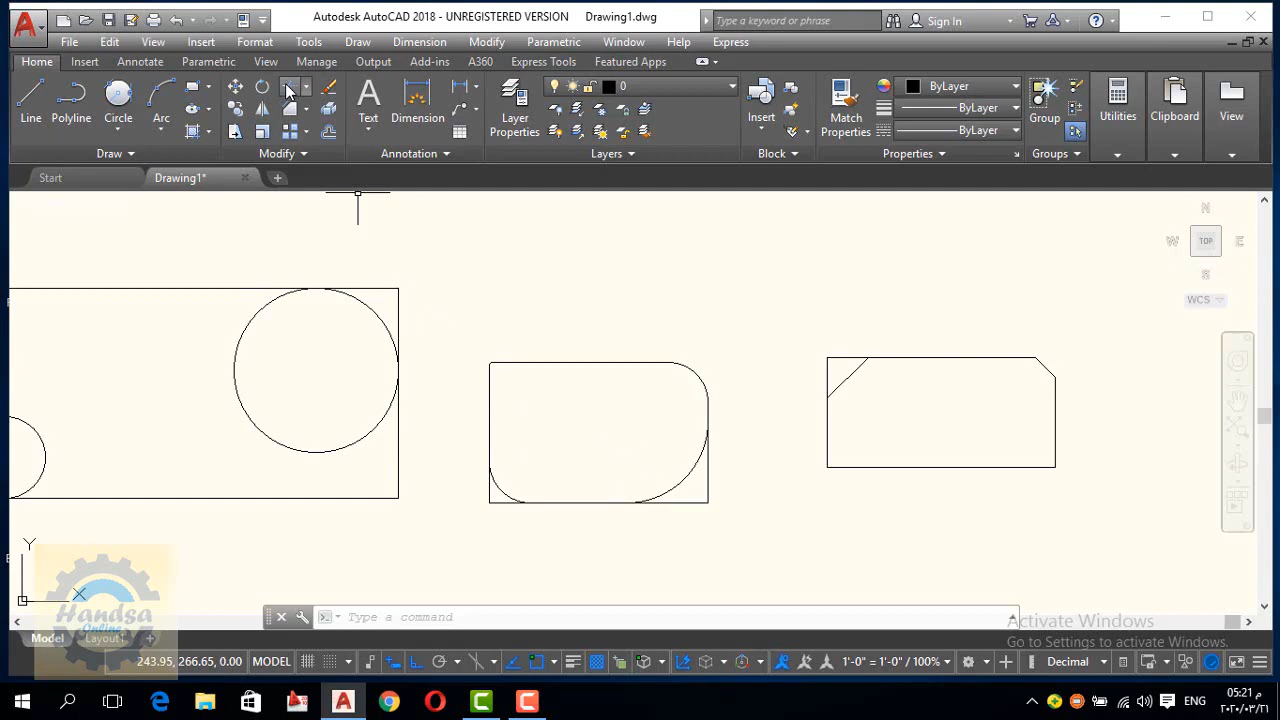 Autodesk AutoCAD 2018 - UNREGISTERED VERSION Drawing1.dwg
Type a keyword or phrase
Sign In
File Edit View Insert Format Tools Draw Dimension Modify Parametric Window Help Express
Home Insert Annotate Parametric View Manage Output Add-ins A360 Express Tools Featured Apps
0
ByLayer
Line Polyline Circle Arc
Text Dimension
Layer Properties
Insert
Match Properties
ByLayer
ByLayer
Group
Utilities Clipboard View
Draw Modify Annotation Layers Block Properties Groups
Start Drawing1* +
N
W TOP E
S
WCS
Y
X
Handsa
Online
Type a command
Activate Windows
Go to Settings to activate Windows.
Model Layout1 +
243.95, 266.65, 0.00 MODEL 1'-0" = 1'-0" / 100% Decimal
ENG
05:21 م
٢٠٢٠/٠٣/٢١